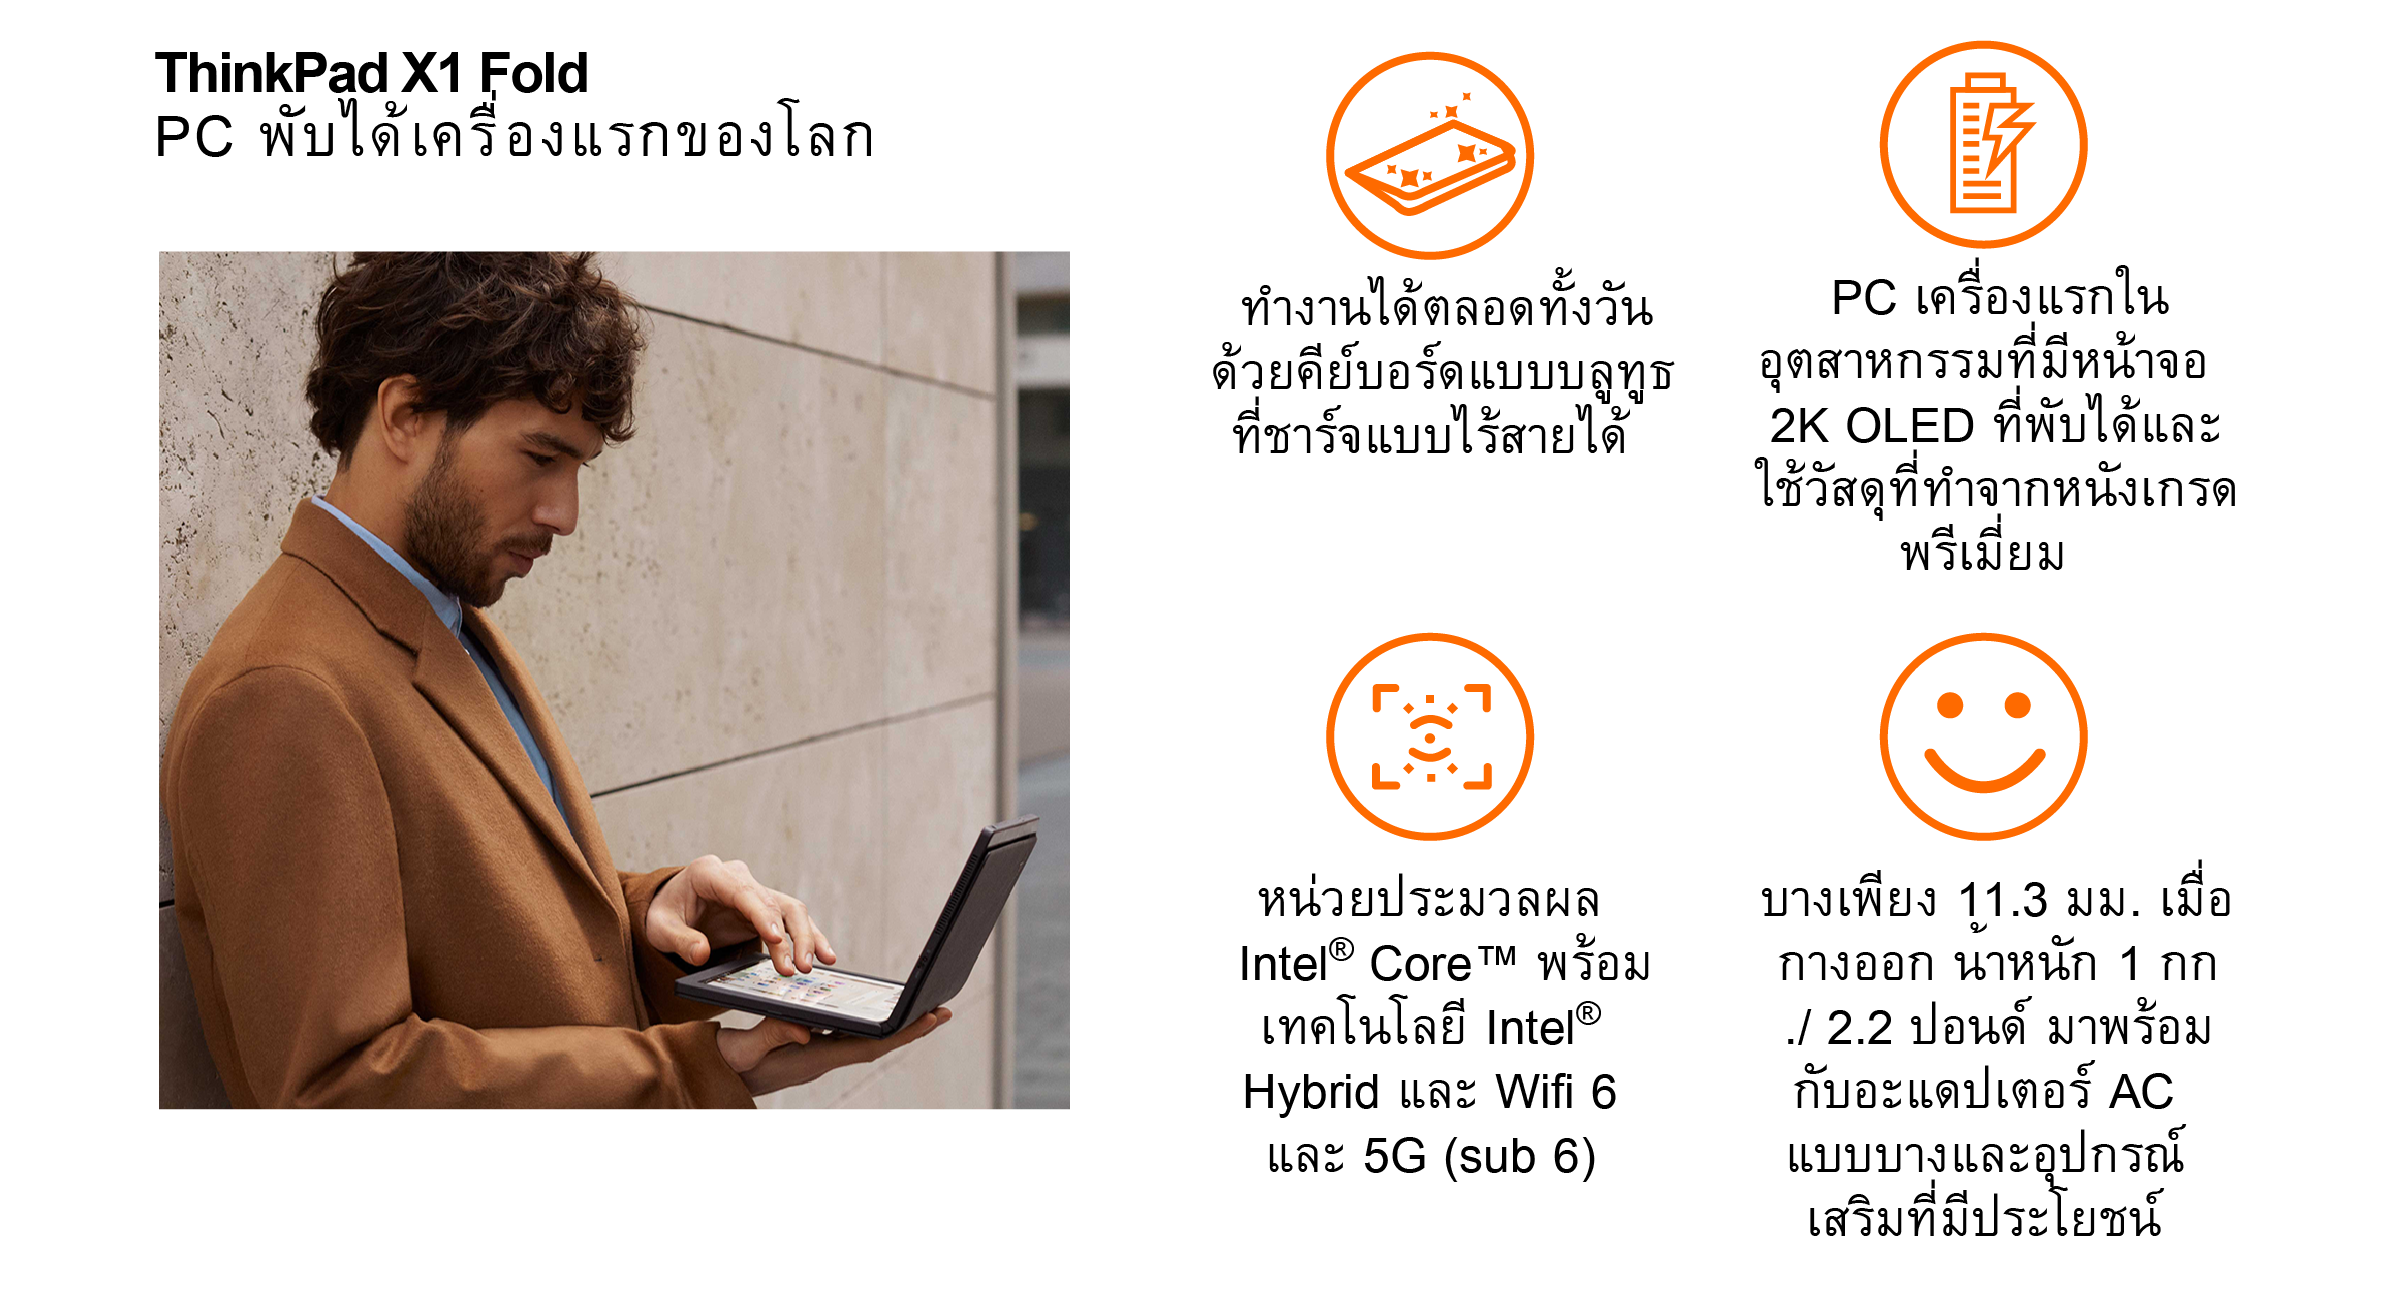 ThinkPad X1 Fold
PC พับได้เครื่องแรกของโลก
ทำงานได้ตลอดทั้งวัน
ด้วยคีย์บอร์ดแบบบลูทูธ
ที่ชาร์จแบบไร้สายได้
PC เครื่องแรกใน
อุตสาหกรรมที่มีหน้าจอ
2K OLED ที่พับได้และ
ใช้วัสดุที่ทำจากหนังเกรด
พรีเมี่ยม
หน่วยประมวลผล
Intel® Core™ พร้อม
เทคโนโลยี Intel®
Hybrid และ Wifi 6
และ 5G (sub 6)
บางเพียง 11.3 มม. เมื่อ
กางออก น้ำหนัก 1 กก
./ 2.2 ปอนด์ มาพร้อม
กับอะแดปเตอร์ AC
แบบบางและอุปกรณ์
เสริมที่มีประโยชน์